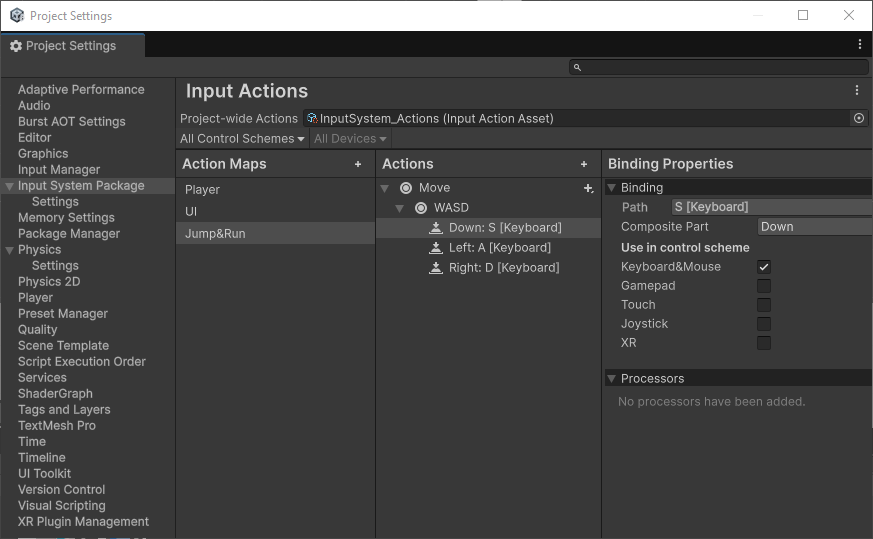 Project Settings
Project Settings
Adaptive Performance
Audio
Burst AOT Settings
Editor
Graphics
Input Manager
Input System Package
Settings
Memory Settings
Package Manager
Physics
Settings
Physics 2D
Player
Preset Manager
Quality
Scene Template
Script Execution Order
Services
ShaderGraph
Tags and Layers
TextMesh Pro
Time
Timeline
UI Toolkit
Version Control
Visual Scripting
XR Plugin Management
Input Actions
Project-wide Actions InputSystem_Actions (Input Action Asset)
All Control Schemes All Devices
Action Maps +
Player
UI
Jump&Run
Actions +
Move +
WASD
Down: S [Keyboard]
Left: A [Keyboard]
Right: D [Keyboard]
Binding Properties
Binding
Path S [Keyboard]
Composite Part Down
Use in control scheme
Keyboard&Mouse
Gamepad
Touch
Joystick
XR
Processors
No processors have been added.